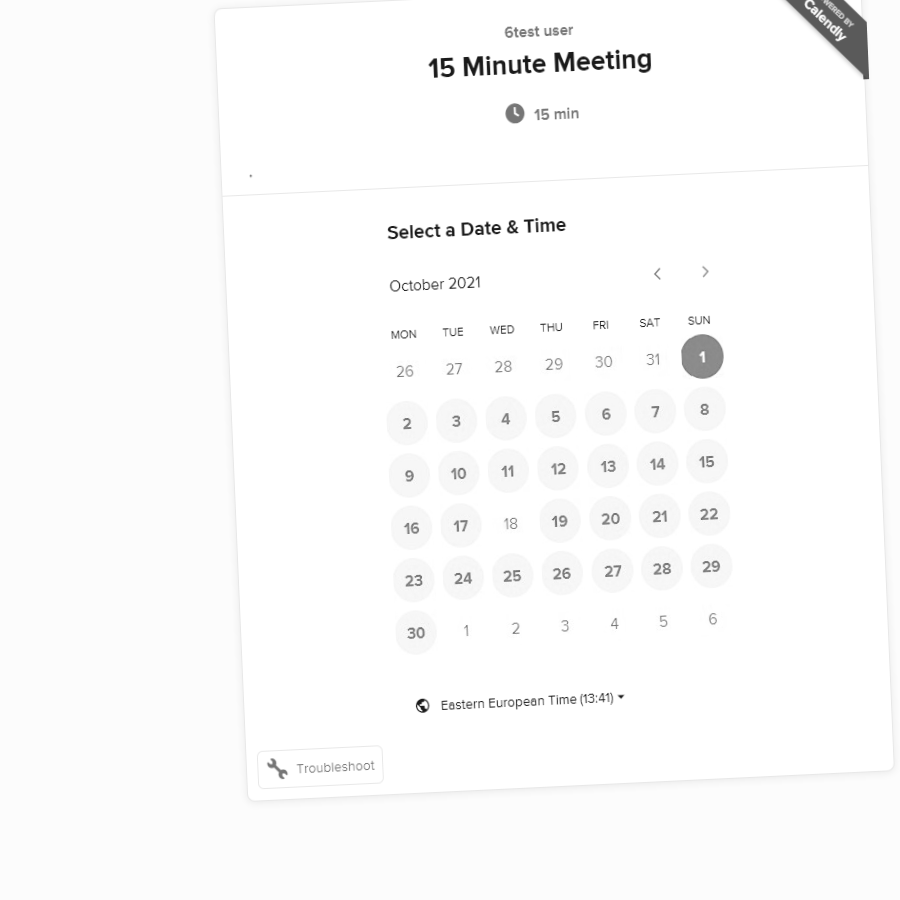 6test user
15 Minute Meeting
15 min
.
Calendly
Select a Date & Time
October 2021
MON TUE WED THU FRI SAT SUN
26 27 28 29 30 31 1
2 3 4 5 6 7 8
9 10 11 12 13 14 15
16 17 18 19 20 21 22
23 24 25 26 27 28 29
30 1 2 3 4 5 6
Eastern European Time (13:41)
Troubleshoot